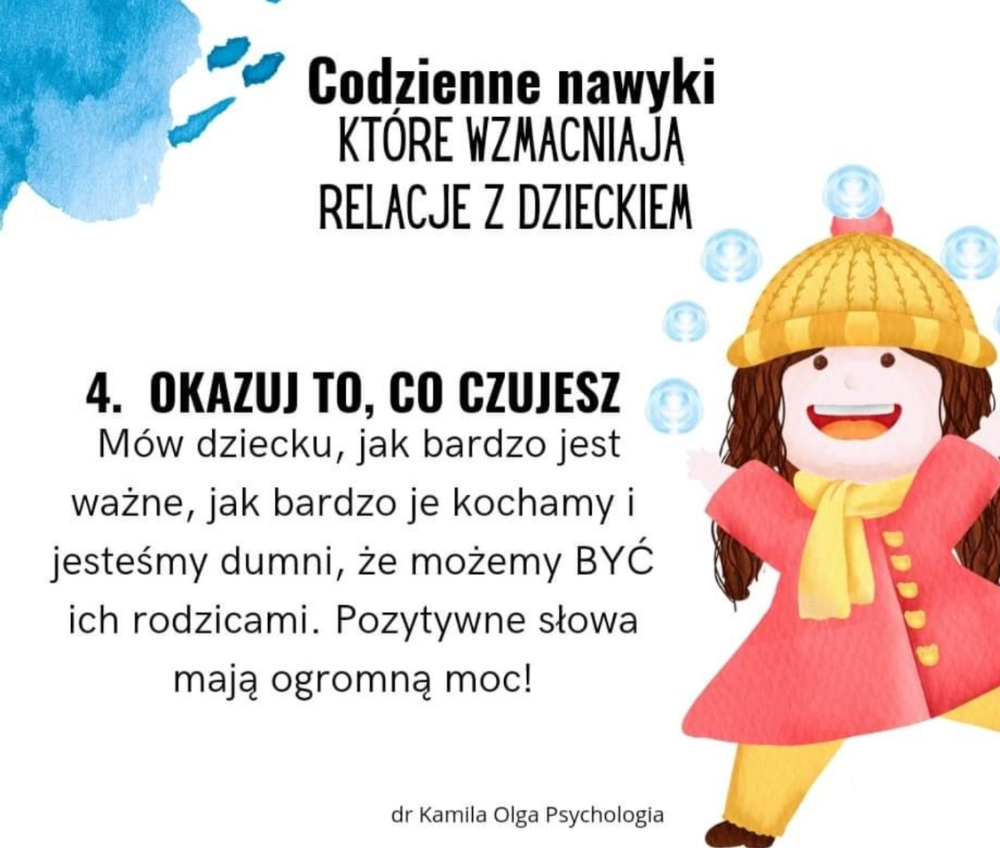 Codzienne nawyki
KTÓRE WZMACNIAJĄ
RELACJE Z DZIECKIEM
4. OKAZUJ TO, CO CZUJESZ
Mów dziecku, jak bardzo jest
ważne, jak bardzo je kochamy i
jesteśmy dumni, że możemy BYĆ
ich rodzicami. Pozytywne słowa
mają ogromną moc!
dr Kamila Olga Psychologia